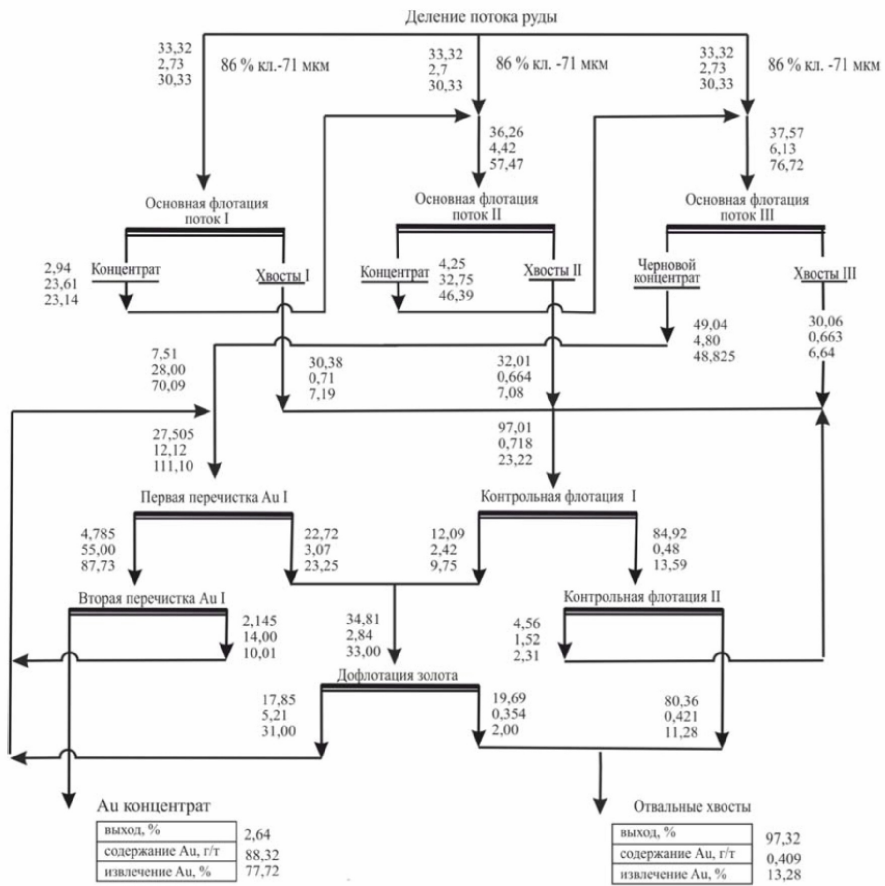 Деление потока руды
33,32
2,73
30,33
86 % кл.-71 мкм
33,32
2,7
30,33
86 % кл. -71 мкм
33,32
2,73
30,33
86 % кл. -71 мкм
36,26
4,42
57,47
37,57
6,13
76,72
Основная флотация
поток I
Основная флотация
поток II
Основная флотация
поток III
2,94
23,61
23,14
Концентрат
Хвосты I
Концентрат
4,25
32,75
46,39
Хвосты II
Черновой
концентрат
Хвосты III
49,04
4,80
48,825
30,06
0,663
6,64
7,51
28,00
70,09
30,38
0,71
7,19
32,01
0,664
7,08
27,505
12,12
111,10
97,01
0,718
23,22
Первая перечистка Au I
Контрольная флотация I
4,785
55,00
87,73
22,72
3,07
23,25
12,09
2,42
9,75
84,92
0,48
13,59
Вторая перечистка Au I
Контрольная флотация II
2,145
14,00
10,01
34,81
2,84
33,00
4,56
1,52
2,31
Дофлотация золота
17,85
5,21
31,00
19,69
0,354
2,00
80,36
0,421
11,28
Au концентрат
выход, % 2,64
содержание Au, г/т 88,32
извлечение Au, % 77,72
Отвальные хвосты
выход, % 97,32
содержание Au, г/т 0,409
извлечение Au, % 13,28